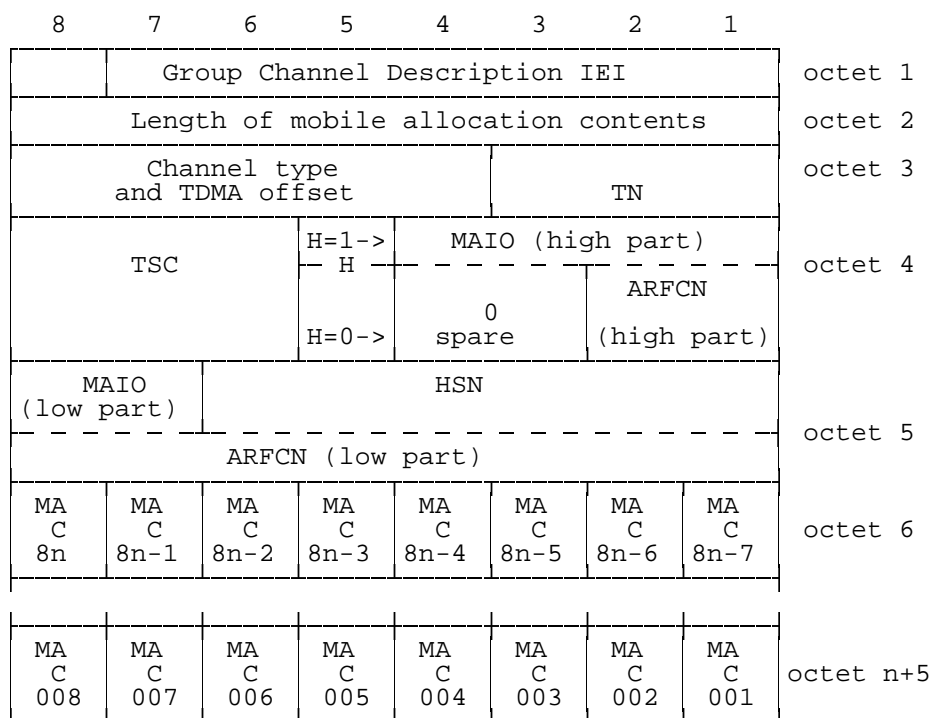 8 7 6 5 4 3 2 1
Group Channel Description IEI octet 1
Length of mobile allocation contents octet 2
Channel type octet 3
and TDMA offset TN
H=1-> MAIO (high part)
TSC H octet 4
ARFCN
0
H=0-> spare (high part)
MAIO HSN
(low part)
octet 5
ARFCN (low part)
MA MA MA MA MA MA MA MA
C C C C C C C C octet 6
8n 8n-1 8n-2 8n-3 8n-4 8n-5 8n-6 8n-7
MA MA MA MA MA MA MA MA
C C C C C C C C octet n+5
008 007 006 005 004 003 002 001